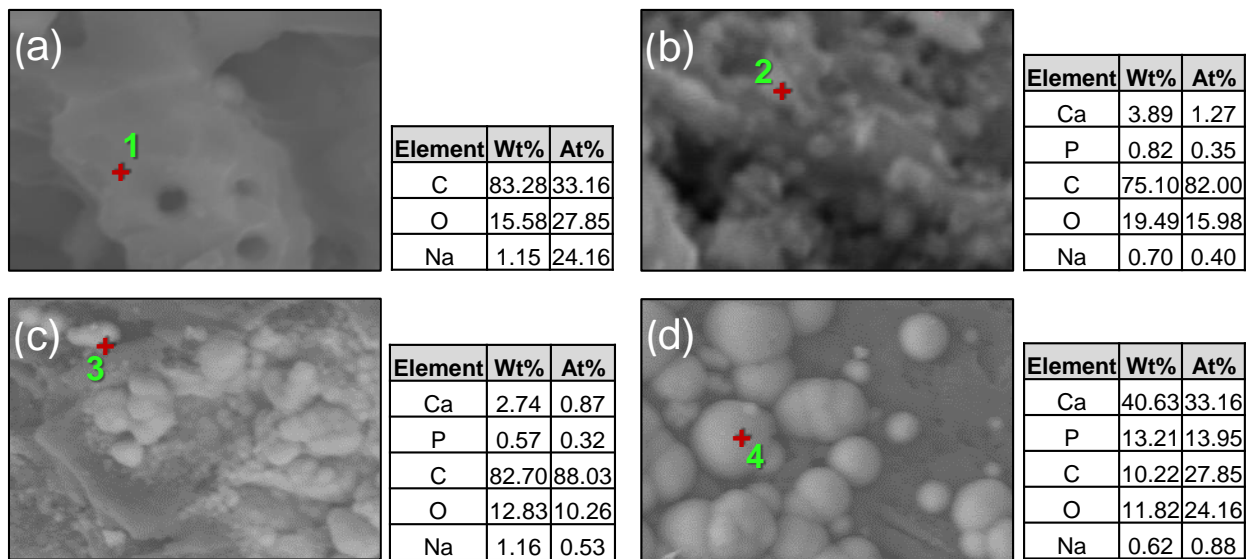 (a)
1
Element Wt% At%
C 83.28 33.16
O 15.58 27.85
Na 1.15 24.16
(b)
2
Element Wt% At%
Ca 3.89 1.27
P 0.82 0.35
C 75.10 82.00
O 19.49 15.98
Na 0.70 0.40
(c)
3
Element Wt% At%
Ca 2.74 0.87
P 0.57 0.32
C 82.70 88.03
O 12.83 10.26
Na 1.16 0.53
(d)
4
Element Wt% At%
Ca 40.63 33.16
P 13.21 13.95
C 10.22 27.85
O 11.82 24.16
Na 0.62 0.88